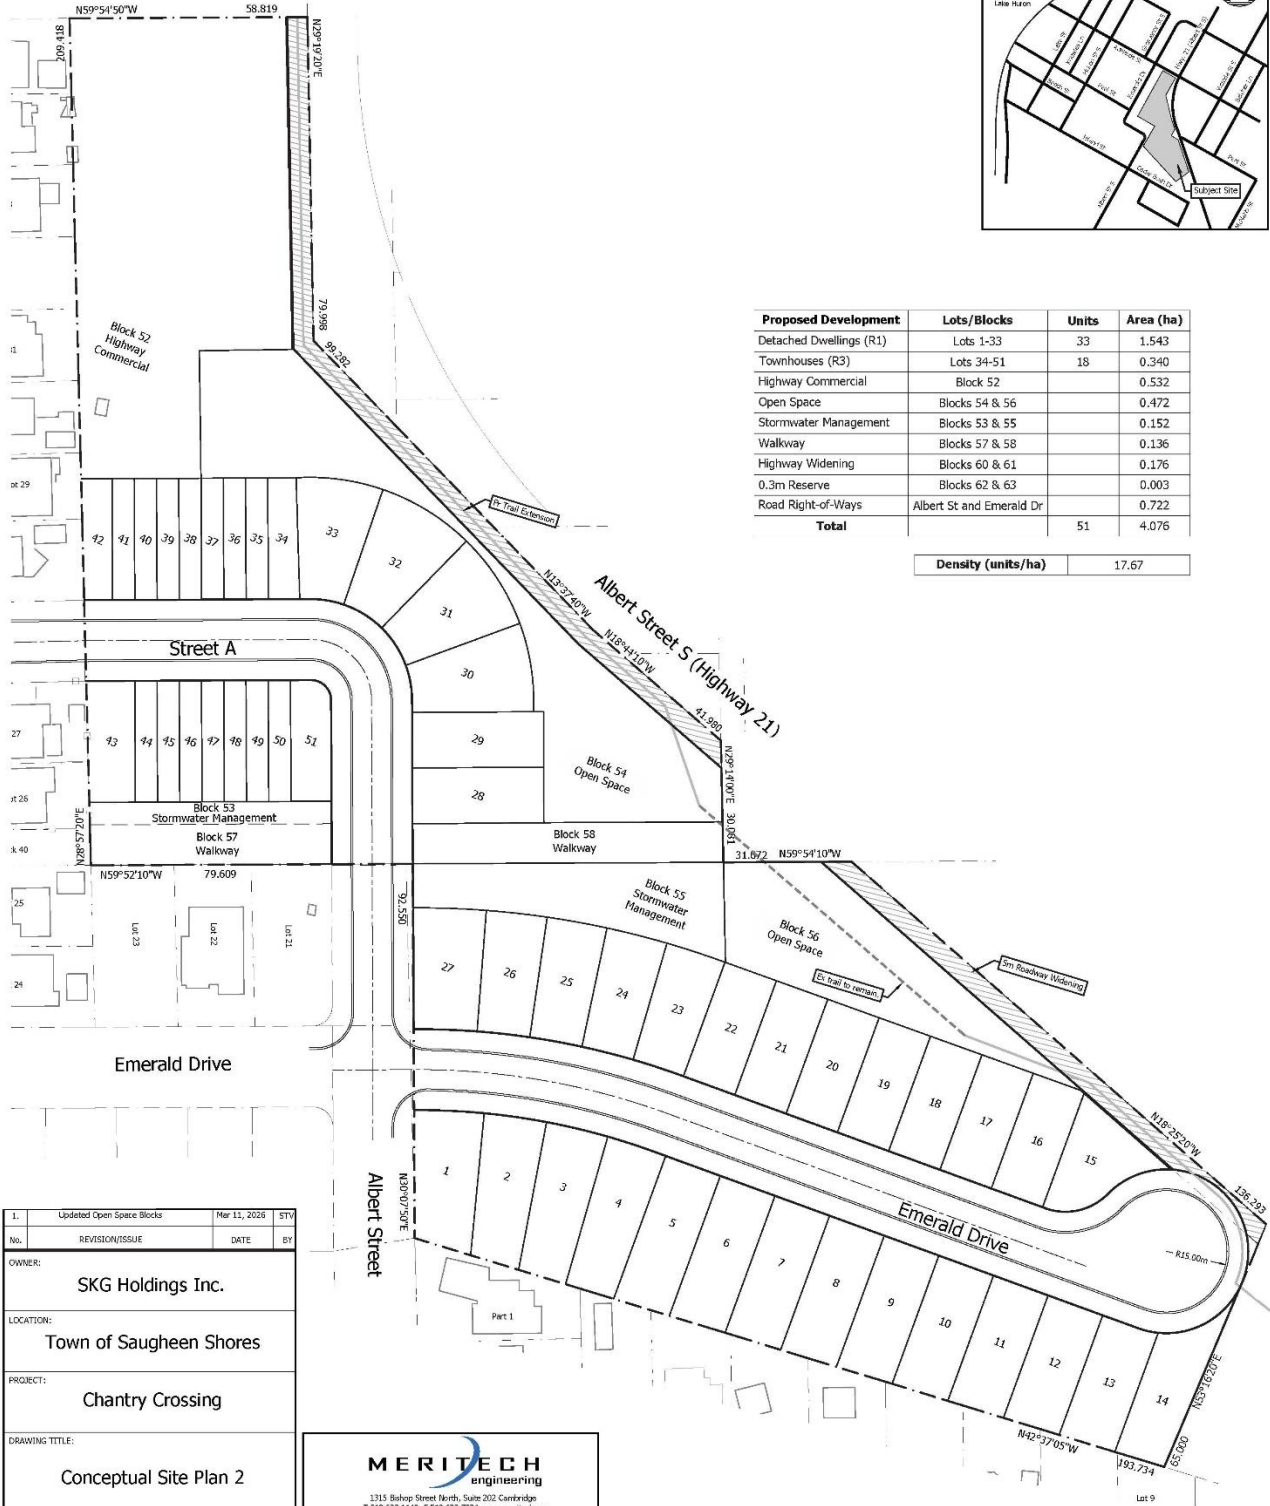 N59°54'50"W 58.819
209.418
N29°19'20"E
Lake Huron
Subject Site
Block 52
Highway
Commercial
79.998
99.282
Proposed Development Lots/Blocks Units Area (ha)
Detached Dwellings (R1) Lots 1-33 33 1.543
Townhouses (R3) Lots 34-51 18 0.340
Highway Commercial Block 52 0.532
Open Space Blocks 54 & 56 0.472
Stormwater Management Blocks 53 & 55 0.152
Walkway Blocks 57 & 58 0.136
Highway Widening Blocks 60 & 61 0.176
0.3m Reserve Blocks 62 & 63 0.003
Road Right-of-Ways Albert St and Emerald Dr 0.722
Total 51 4.076
Density (units/ha) 17.67
ot 29
Pr Trail Extension
42 41 40 39 38 37 36 35 34 33
32
31
30
N13°37'40"W
N18°44'10"W
Albert Street S (Highway 21)
41.980
Street A
27
43 44 45 46 47 48 49 50 51
29
28
Block 54
Open Space
N29°14'00"E 30.081
ot 26
Block 53
Stormwater Management
Block 57
Walkway
Block 58
Walkway
N28°57'20"E
k 40
N59°52'10"W 79.609
31.672 N59°54'10"W
25
Lot 23
Lot 22
Lot 21
92.550
Block 55
Stormwater
Management
Block 56
Open Space
24
Ex trail to remain.
5m Roadway Widening
27 26 25 24 23 22 21 20 19 18 17 16 15
Emerald Drive
N18°25'20"W
136.293
1 2 3 4 5 6 7 8 9 10 11 12 13 14
Albert Street
N30°07'50"E
Emerald Drive
R15.00m
Part 1
N53°16'20"E
65.000
N42°37'05"W
193.734
Lot 9
1. Updated Open Space Blocks Mar 11, 2026 STV
No. REVISION/ISSUE DATE BY
OWNER:
SKG Holdings Inc.
LOCATION:
Town of Saugheen Shores
PROJECT:
Chantry Crossing
DRAWING TITLE:
Conceptual Site Plan 2
MERITECH
engineering
1315 Bishop Street North, Suite 202 Cambridge